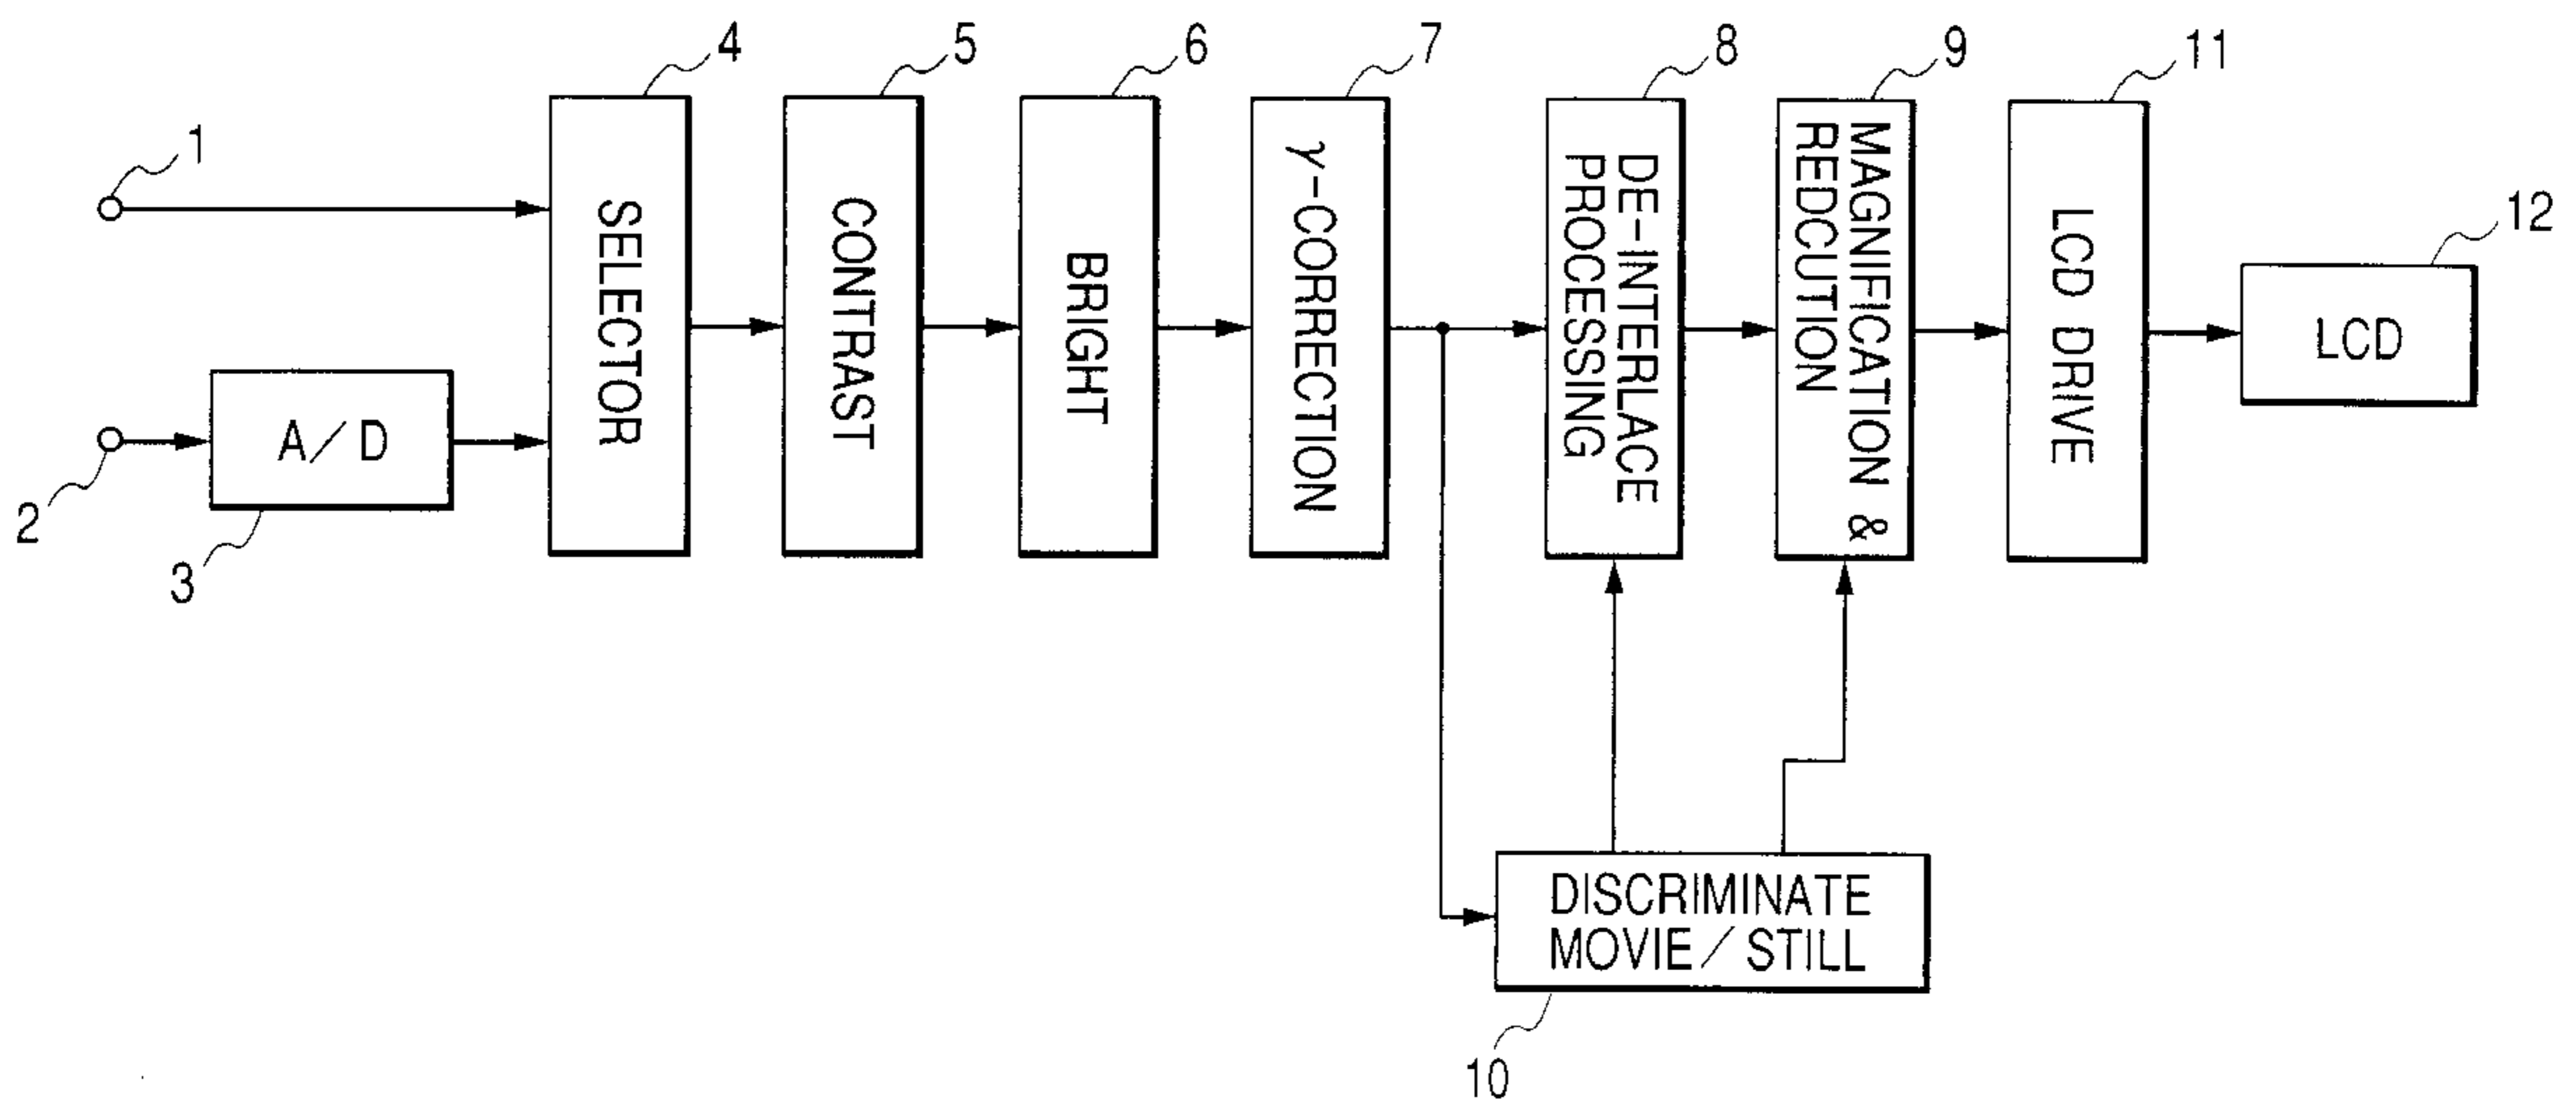 4
5
6
7
8
9
11
1
12
SELECTOR
CONTRAST
BRIGHT
γ-CORRECTION
DE-INTERLACE
PROCESSING
MAGNIFICATION &
REDCUTION
LCD DRIVE
LCD
A/D
2
3
DISCRIMINATE
MOVIE/STILL
10